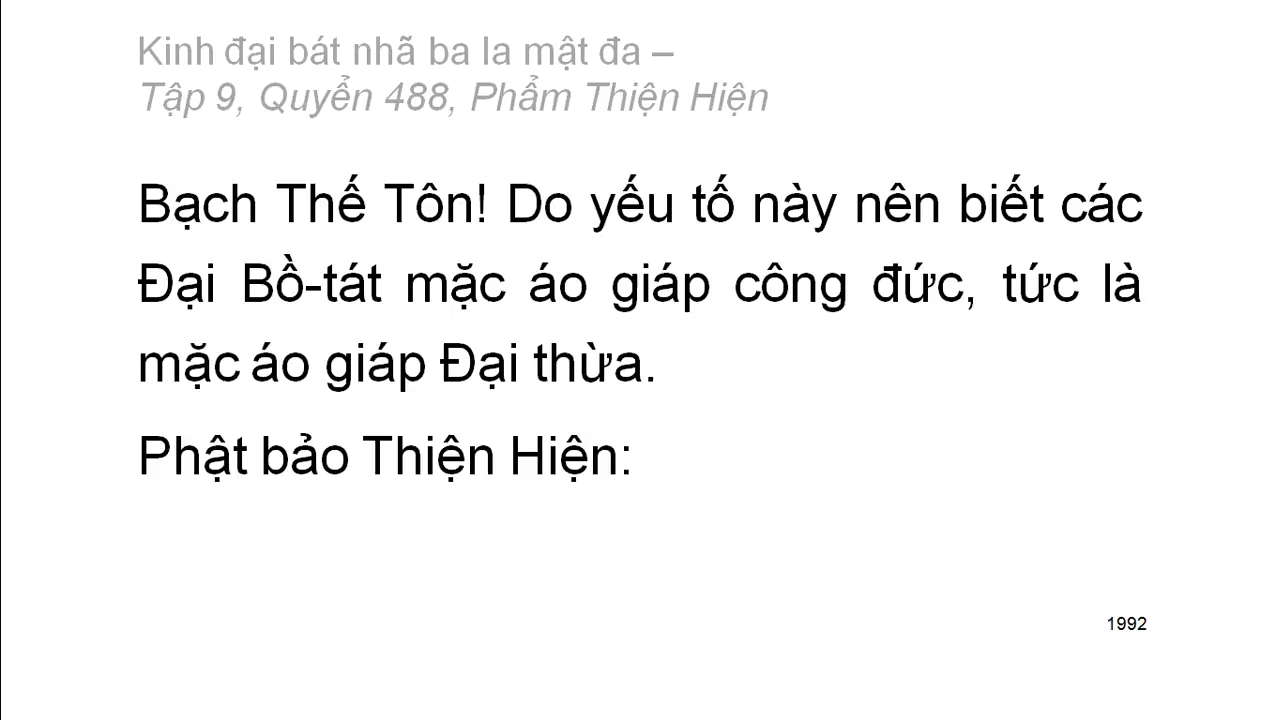 Kinh đại bát nhã ba la mật đa –
Tập 9, Quyển 488, Phẩm Thiện Hiện
Bạch Thế Tôn! Do yếu tố này nên biết các
Đại Bồ-tát mặc áo giáp công đức, tức là
mặc áo giáp Đại thừa.
Phật bảo Thiện Hiện:
1992